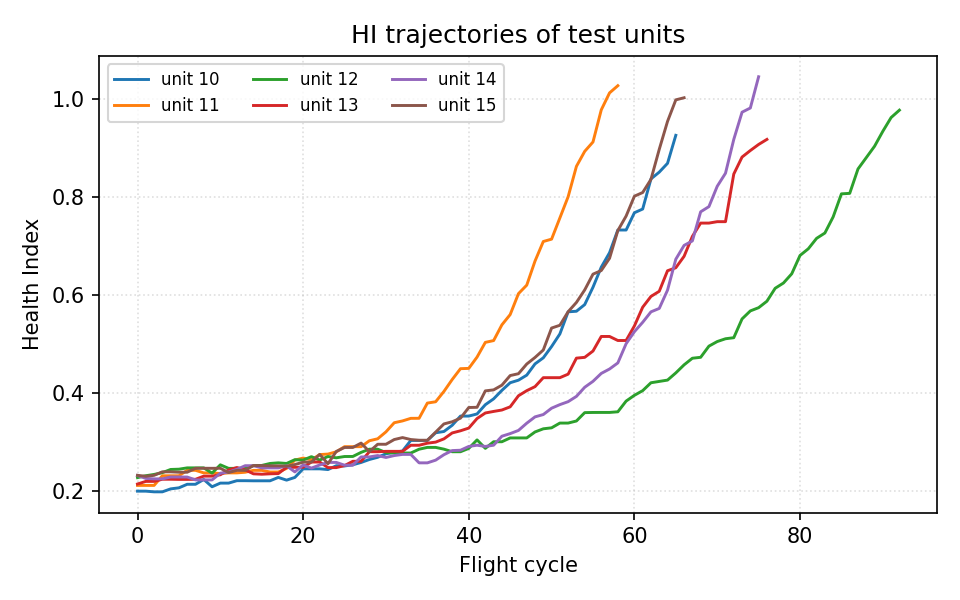 HI trajectories of test units
unit 10 unit 12 unit 14
unit 11 unit 13 unit 15
Health Index
1.0
0.8
0.6
0.4
0.2
0 20 40 60 80
Flight cycle